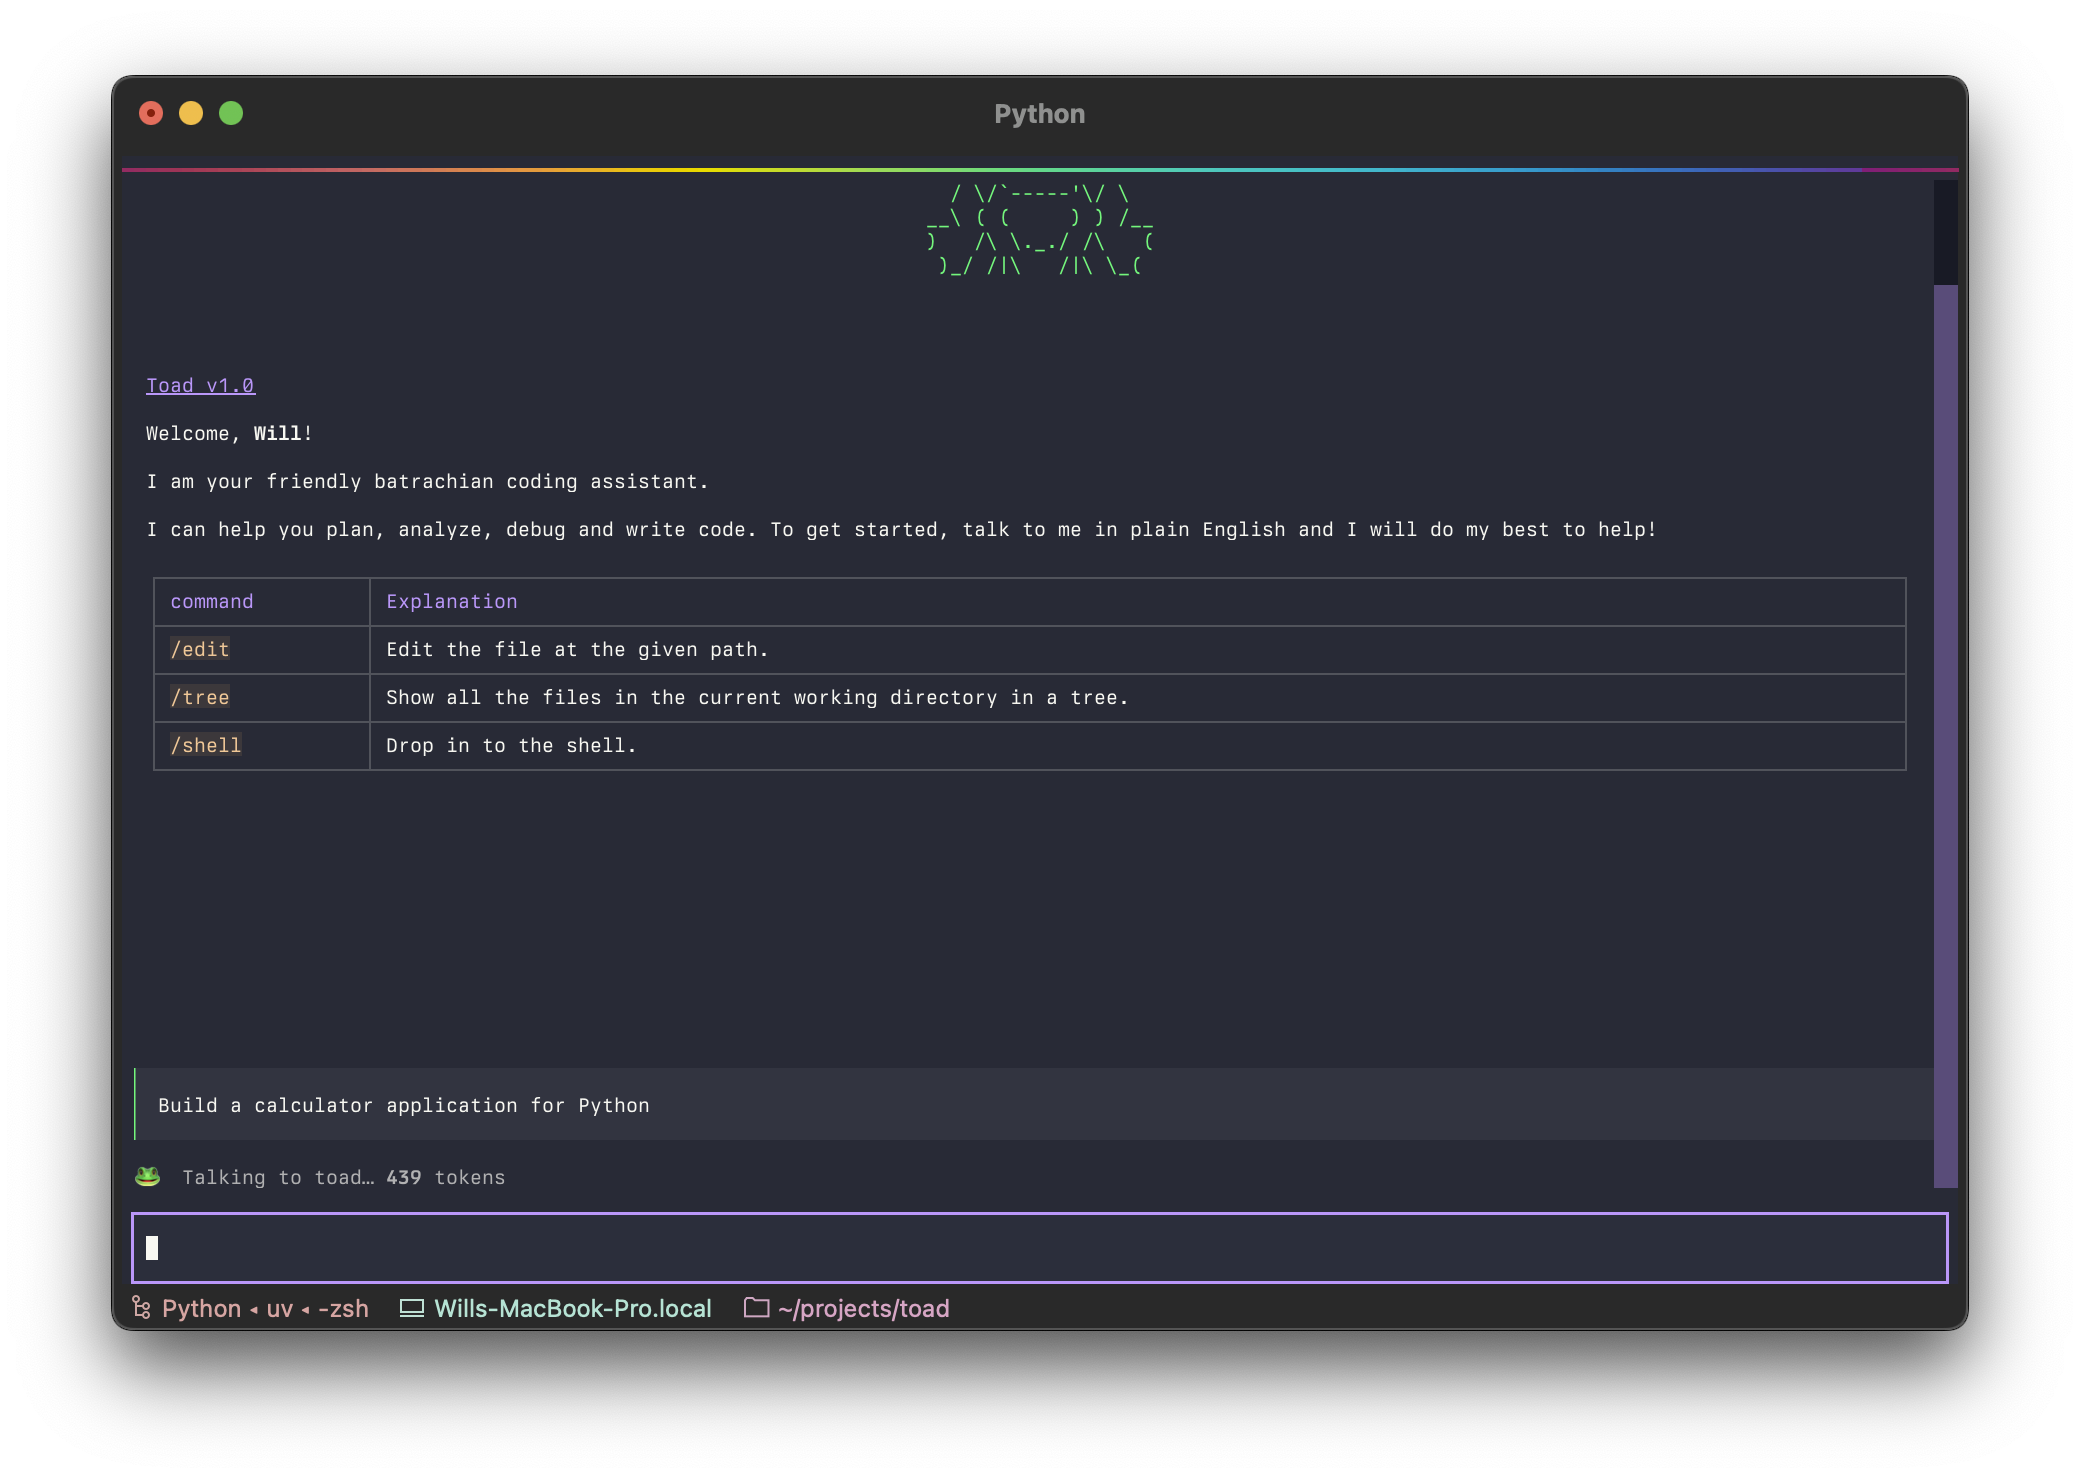 Python
/ \/`-----'\/ \
__\ ( (     ) ) /__
)   /\ \._./ /\   (
)_/ /|\   /|\ \_(
Toad v1.0
Welcome, Will!
I am your friendly batrachian coding assistant.
I can help you plan, analyze, debug and write code. To get started, talk to me in plain English and I will do my best to help!
command Explanation
/edit Edit the file at the given path.
/tree Show all the files in the current working directory in a tree.
/shell Drop in to the shell.
Build a calculator application for Python
🐸 Talking to toad… 439 tokens
Python ◂ uv ◂ -zsh Wills-MacBook-Pro.local ~/projects/toad